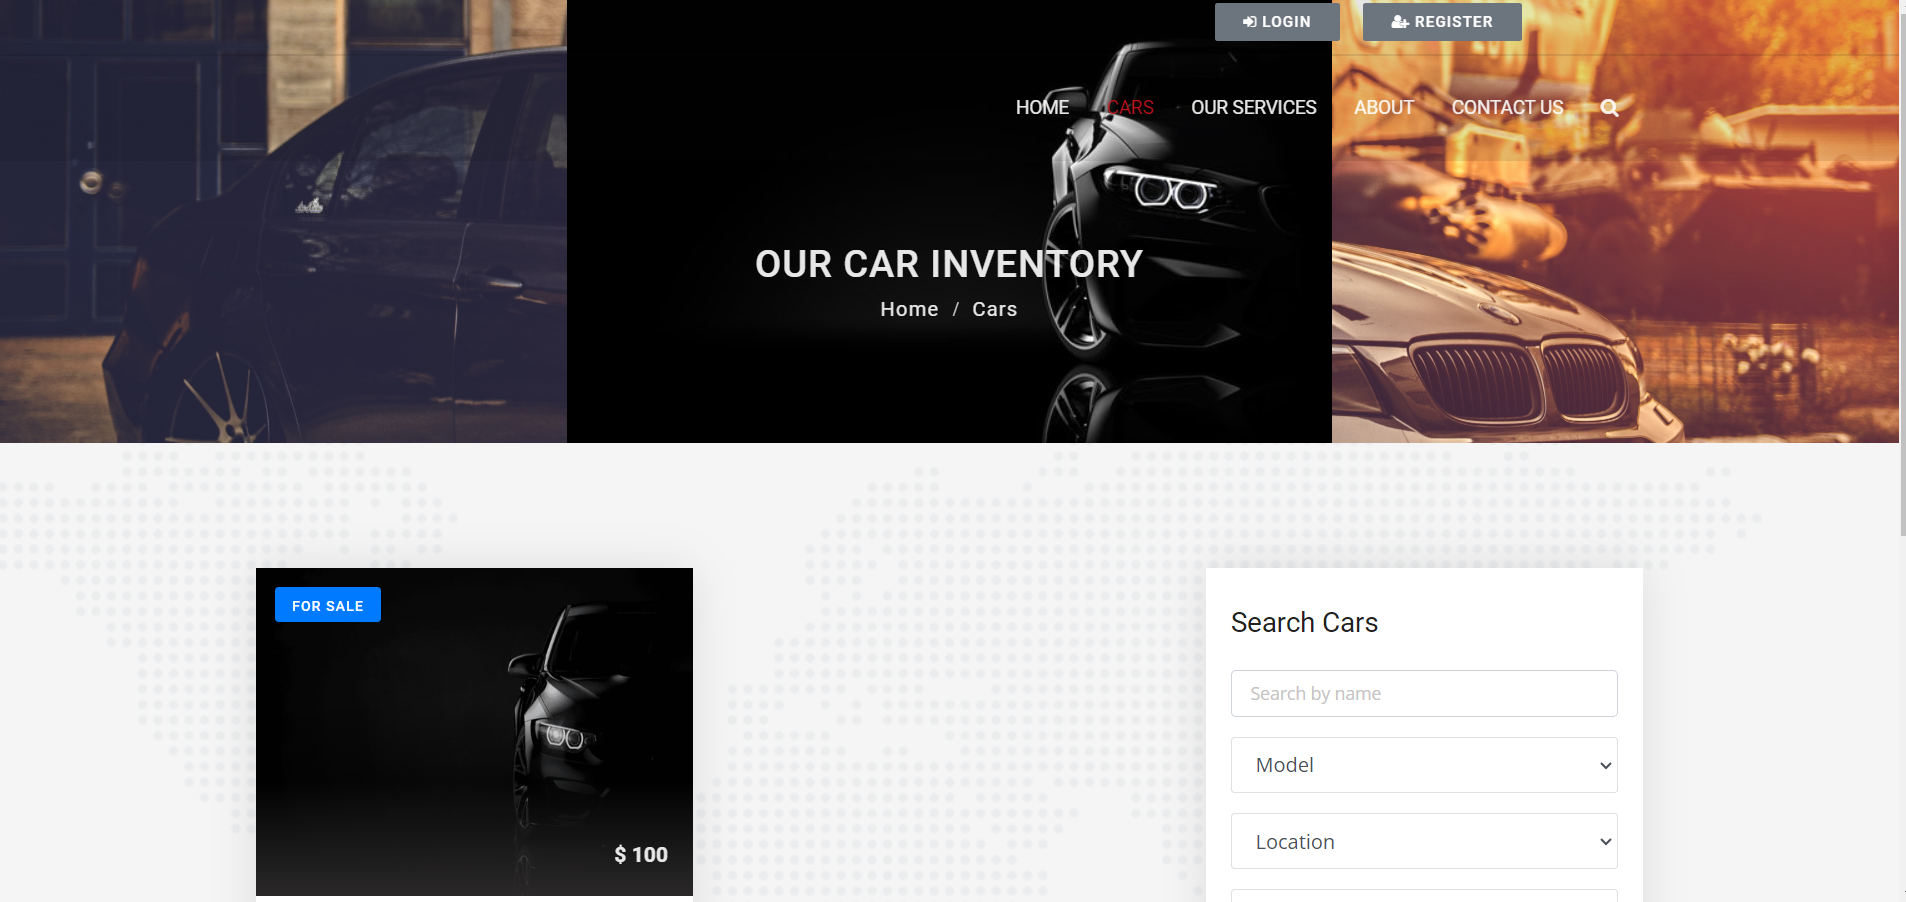 LOGIN
REGISTER
HOME
CARS
OUR SERVICES
ABOUT
CONTACT US
OUR CAR INVENTORY
Home / Cars
FOR SALE
$ 100
Search Cars
Search by name
Model
Location